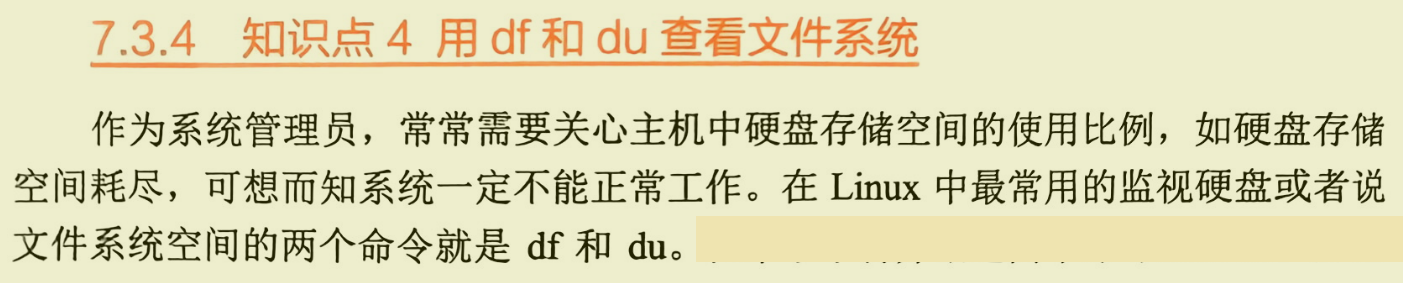 7.3.4 知识点 4 用 df 和 du 查看文件系统
作为系统管理员，常常需要关心主机中硬盘存储空间的使用比例，如硬盘存储
空间耗尽，可想而知系统一定不能正常工作。在 Linux 中最常用的监视硬盘或者说
文件系统空间的两个命令就是 df 和 du。